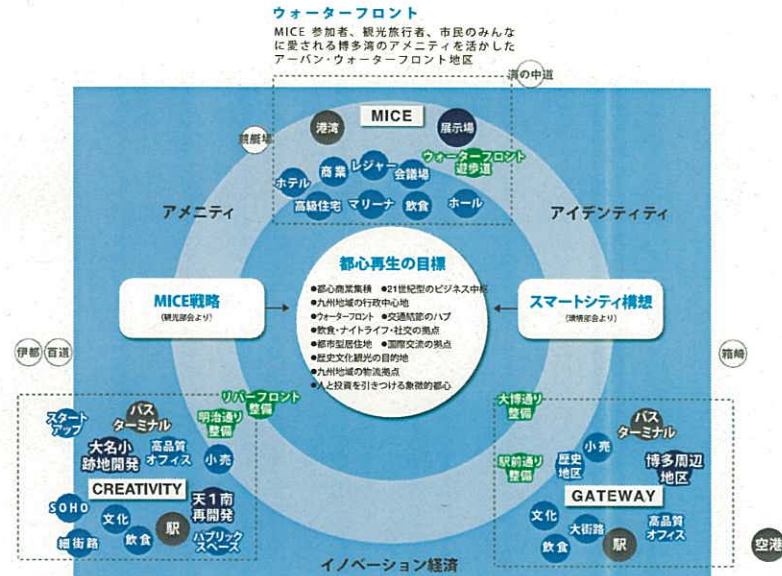 ウォーターフロント
MICE 参加者、観光旅行者、市民のみんな
に愛される博多湾のアメニティを活かした
アーバン・ウォーターフロント地区
海の中道
競艇場
港湾
MICE
展示場
ウォーターフロント
遊歩道
ホテル
商業
レジャー
会議場
高級住宅
マリーナ
飲食
ホール
アメニティ
アイデンティティ
都心再生の目標
●都心商業集積 ●21世紀型のビジネス中枢
●九州地域の行政中心地
●ウォーターフロント ●交通結節のハブ
●飲食・ナイトライフ・社交の拠点
●都市型居住地 ●国際交流の拠点
●歴史文化観光の目的地
●九州地域の物流拠点
●人と投資を引きつける象徴的都心
MICE戦略
(観光部会より)
スマートシティ構想
(環境部会より)
伊都
百道
箱崎
リバーフロント
整備
明治通り
整備
スタート
アップ
バス
ターミナル
大名小
跡地開発
高品質
オフィス
小売
CREATIVITY
天1南
再開発
SOHO
文化
駅
細街路
飲食
パブリック
スペース
大博通り
整備
駅前通り
整備
バス
ターミナル
小売
歴史
地区
博多周辺
地区
GATEWAY
文化
大街路
高品質
オフィス
飲食
駅
空港
イノベーション経済